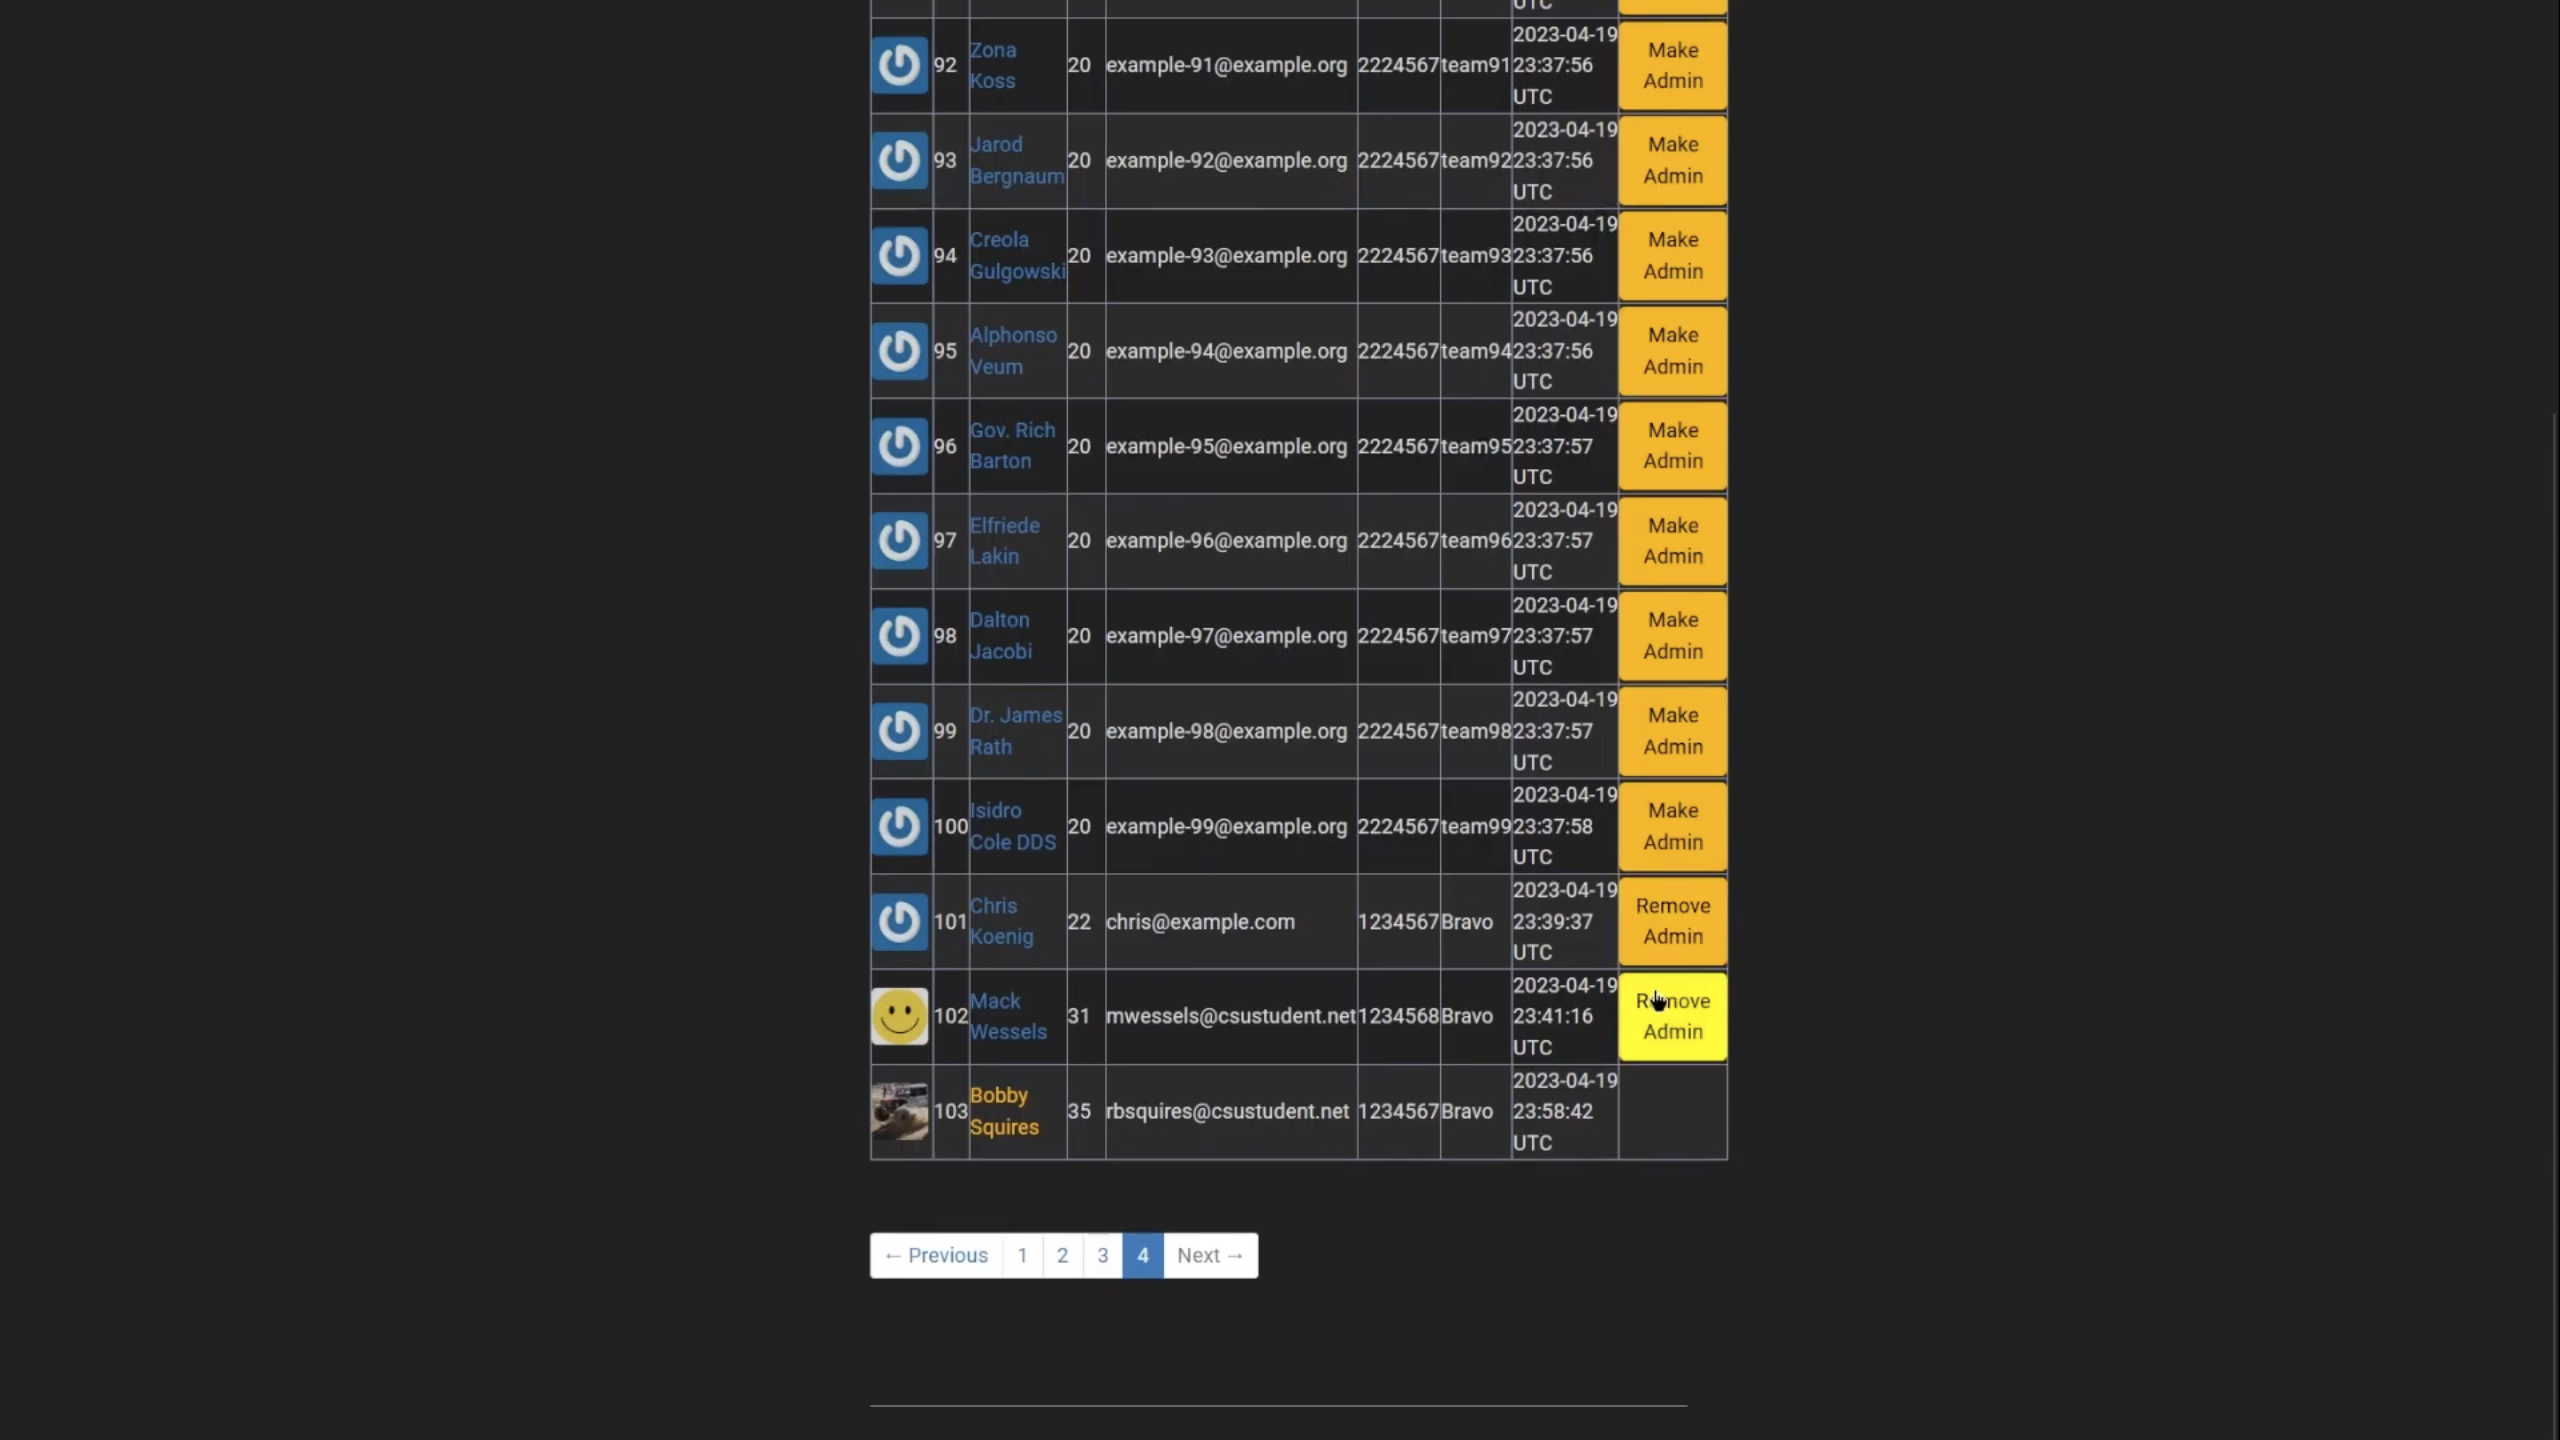 UTC
92 Zona Koss 20 example-91@example.org 2224567 team91 2023-04-19 23:37:56 UTC Make Admin
93 Jarod Bergnaum 20 example-92@example.org 2224567 team92 2023-04-19 23:37:56 UTC Make Admin
94 Creola Gulgowski 20 example-93@example.org 2224567 team93 2023-04-19 23:37:56 UTC Make Admin
95 Alphonso Veum 20 example-94@example.org 2224567 team94 2023-04-19 23:37:56 UTC Make Admin
96 Gov. Rich Barton 20 example-95@example.org 2224567 team95 2023-04-19 23:37:57 UTC Make Admin
97 Elfriede Lakin 20 example-96@example.org 2224567 team96 2023-04-19 23:37:57 UTC Make Admin
98 Dalton Jacobi 20 example-97@example.org 2224567 team97 2023-04-19 23:37:57 UTC Make Admin
99 Dr. James Rath 20 example-98@example.org 2224567 team98 2023-04-19 23:37:57 UTC Make Admin
100 Isidro Cole DDS 20 example-99@example.org 2224567 team99 2023-04-19 23:37:58 UTC Make Admin
101 Chris Koenig 22 chris@example.com 1234567 Bravo 2023-04-19 23:39:37 UTC Remove Admin
102 Mack Wessels 31 mwessels@csustudent.net 1234568 Bravo 2023-04-19 23:41:16 UTC Remove Admin
103 Bobby Squires 35 rbsquires@csustudent.net 1234567 Bravo 2023-04-19 23:58:42 UTC
← Previous 1 2 3 4 Next →